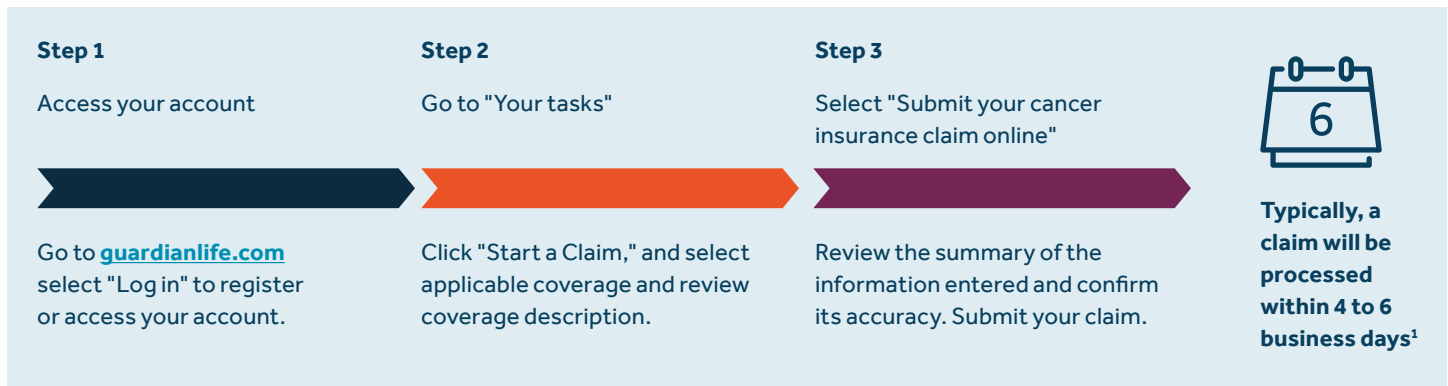 Step 1
Access your account
Go to guardianlife.com
select "Log in" to register
or access your account.
Step 2
Go to "Your tasks"
Click "Start a Claim," and select
applicable coverage and review
coverage description.
Step 3
Select "Submit your cancer
insurance claim online"
Review the summary of the
information entered and confirm
its accuracy. Submit your claim.
6
Typically, a
claim will be
processed
within 4 to 6
business days¹